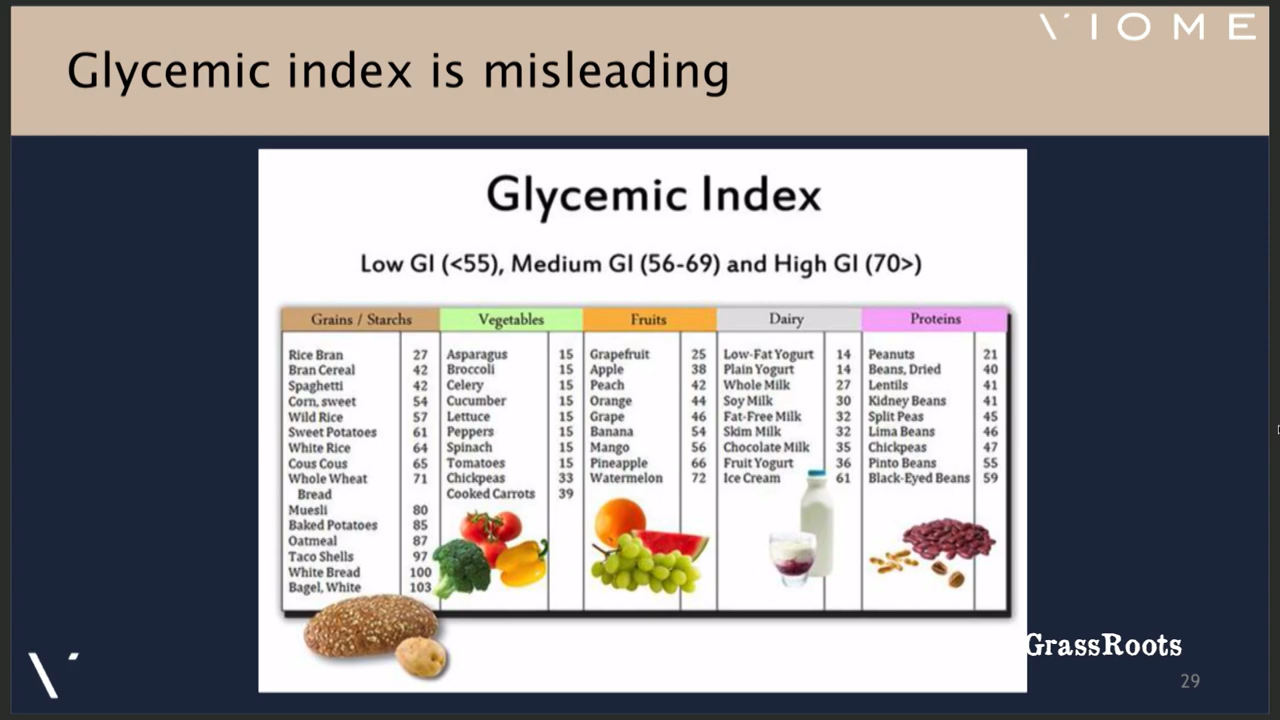 VIOME
Glycemic index is misleading
Glycemic Index
Low GI (<55), Medium GI (56-69) and High GI (70>)
Grains / Starchs
Rice Bran 27
Bran Cereal 42
Spaghetti 42
Corn, sweet 54
Wild Rice 57
Sweet Potatoes 61
White Rice 64
Cous Cous 65
Whole Wheat 71
Bread
Muesli 80
Baked Potatoes 85
Oatmeal 87
Taco Shells 97
White Bread 100
Bagel, White 103
Vegetables
Asparagus 15
Broccoli 15
Celery 15
Cucumber 15
Lettuce 15
Peppers 15
Spinach 15
Tomatoes 15
Chickpeas 33
Cooked Carrots 39
Fruits
Grapefruit 25
Apple 38
Peach 42
Orange 44
Grape 46
Banana 54
Mango 56
Pineapple 66
Watermelon 72
Dairy
Low-Fat Yogurt 14
Plain Yogurt 14
Whole Milk 27
Soy Milk 30
Fat-Free Milk 32
Skim Milk 32
Chocolate Milk 35
Fruit Yogurt 36
Ice Cream 61
Proteins
Peanuts 21
Beans, Dried 40
Lentils 41
Kidney Beans 41
Split Peas 45
Lima Beans 46
Chickpeas 47
Pinto Beans 55
Black-Eyed Beans 59
GrassRoots
29